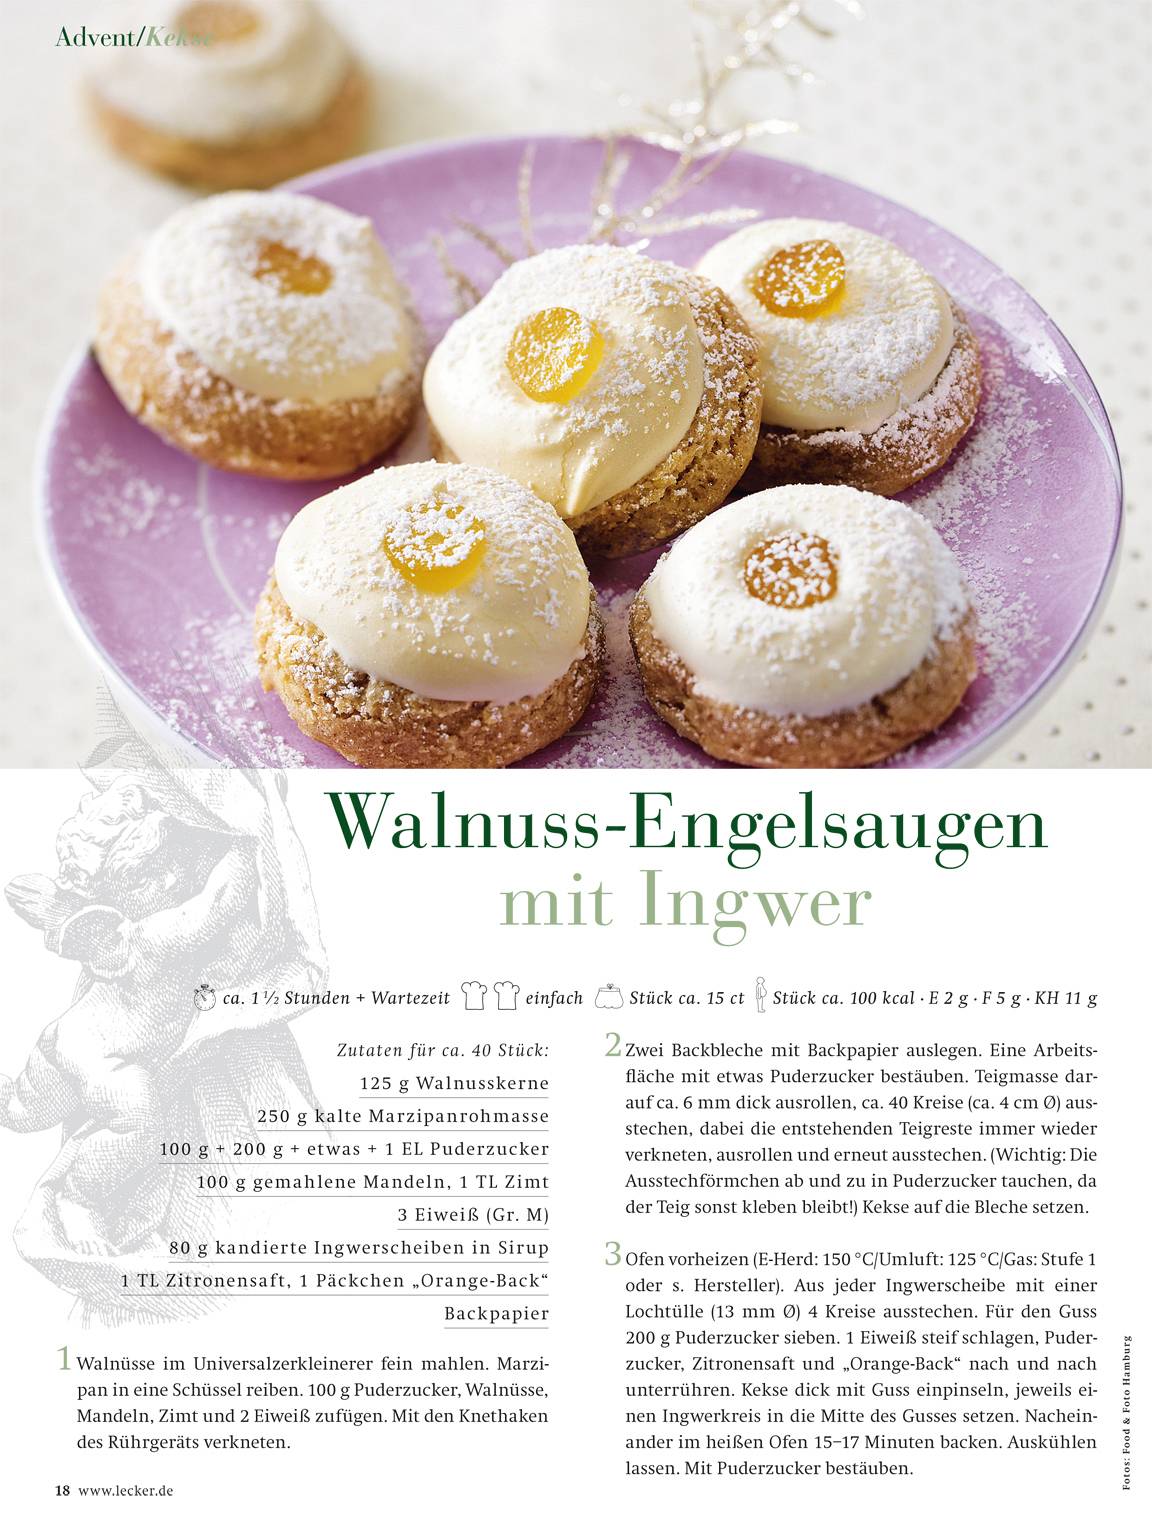 Advent/Kekse
Walnuss-Engelsaugen
mit Ingwer
ca. 1 ½ Stunden + Wartezeit einfach Stück ca. 15 ct Stück ca. 100 kcal · E 2 g · F 5 g · KH 11 g
Zutaten für ca. 40 Stück:
125 g Walnusskerne
250 g kalte Marzipanrohmasse
100 g + 200 g + etwas + 1 EL Puderzucker
100 g gemahlene Mandeln, 1 TL Zimt
3 Eiweiß (Gr. M)
80 g kandierte Ingwerscheiben in Sirup
1 TL Zitronensaft, 1 Päckchen „Orange-Back“
Backpapier
1 Walnüsse im Universalzerkleinerer fein mahlen. Marzi-
pan in eine Schüssel reiben. 100 g Puderzucker, Walnüsse,
Mandeln, Zimt und 2 Eiweiß zufügen. Mit den Knethaken
des Rührgeräts verkneten.
2 Zwei Backbleche mit Backpapier auslegen. Eine Arbeits-
fläche mit etwas Puderzucker bestäuben. Teigmasse dar-
auf ca. 6 mm dick ausrollen, ca. 40 Kreise (ca. 4 cm Ø) aus-
stechen, dabei die entstehenden Teigreste immer wieder
verkneten, ausrollen und erneut ausstechen. (Wichtig: Die
Ausstechförmchen ab und zu in Puderzucker tauchen, da
der Teig sonst kleben bleibt!) Kekse auf die Bleche setzen.
3 Ofen vorheizen (E-Herd: 150 °C/Umluft: 125 °C/Gas: Stufe 1
oder s. Hersteller). Aus jeder Ingwerscheibe mit einer
Lochtülle (13 mm Ø) 4 Kreise ausstechen. Für den Guss
200 g Puderzucker sieben. 1 Eiweiß steif schlagen, Puder-
zucker, Zitronensaft und „Orange-Back“ nach und nach
unterrühren. Kekse dick mit Guss einpinseln, jeweils ei-
nen Ingwerkreis in die Mitte des Gusses setzen. Nachein-
ander im heißen Ofen 15–17 Minuten backen. Auskühlen
lassen. Mit Puderzucker bestäuben.
Fotos: Food & Foto Hamburg
18 www.lecker.de